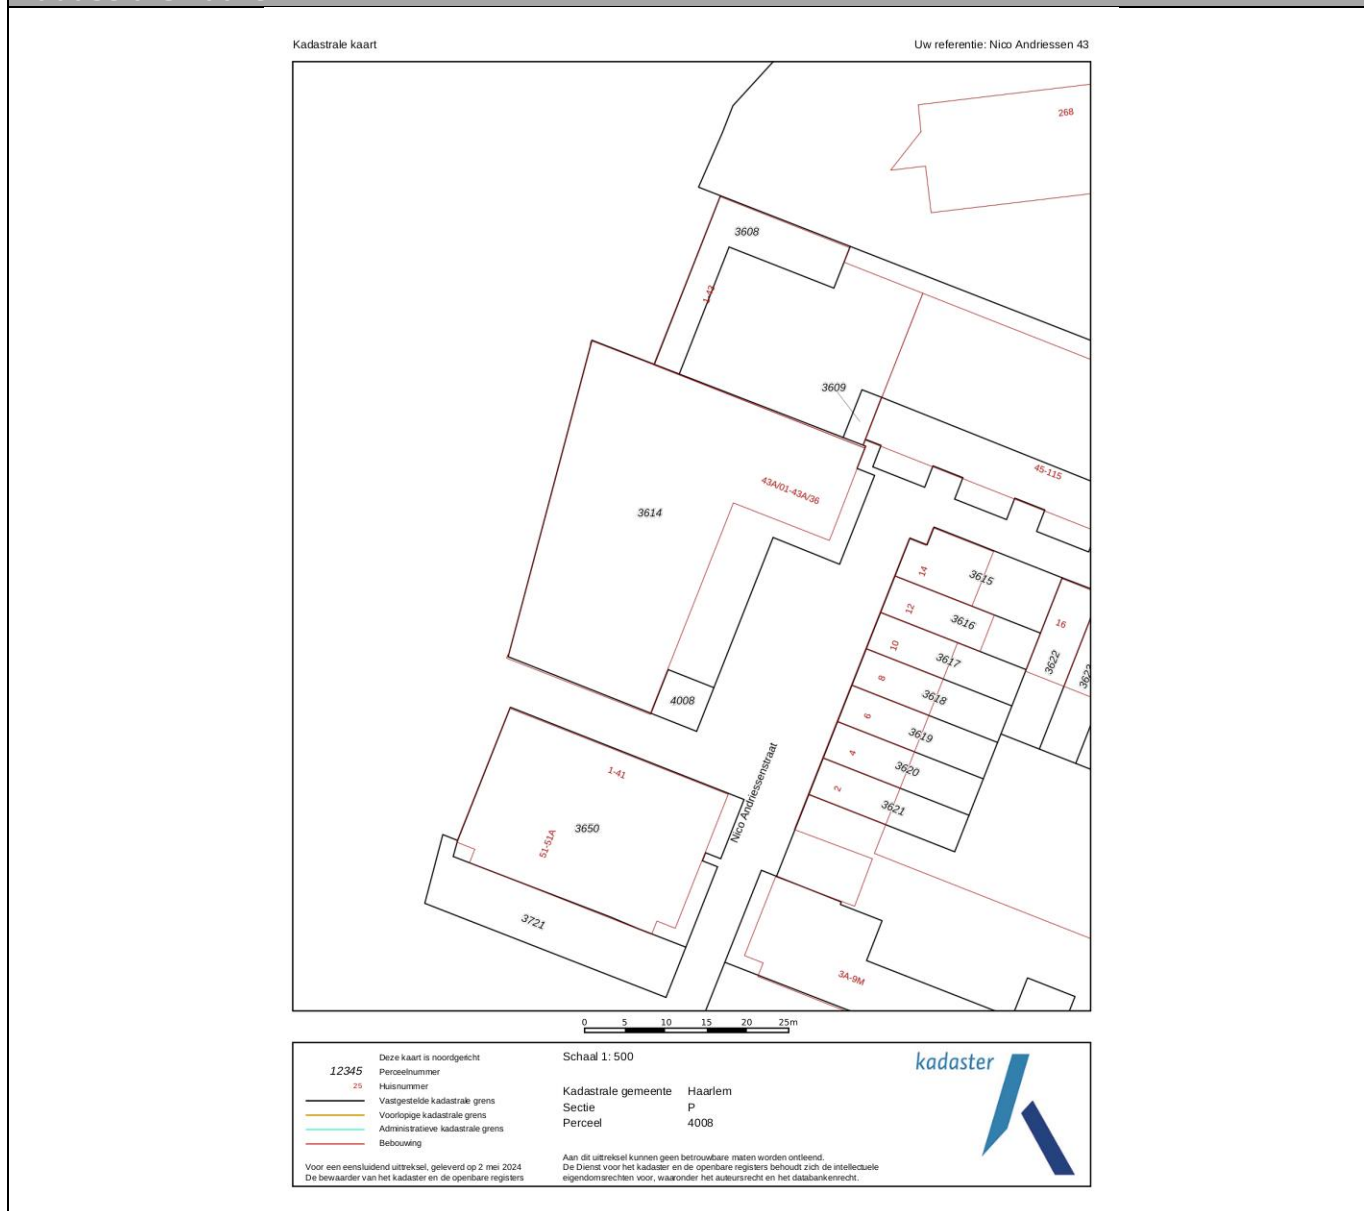 Kadastrale kaart
Uw referentie: Nico Andriessen 43
268
3608
1-43
3609
45-115
43A/01-43A/36
3614
14
3615
12
3616
16
10
3617
3622
8
3618
6
3619
4008
4
3620
2
3621
Nico Andriessenstraat
1-41
3650
51-51A
3721
3A-9M
0 5 10 15 20 25m
Deze kaart is noordgericht
12345 Perceelnummer
25 Huisnummer
Vastgestelde kadastrale grens
Voorlopige kadastrale grens
Administratieve kadastrale grens
Bebouwing
Voor een eensluidend uittreksel, geleverd op 2 mei 2024
De bewaarder van het kadaster en de openbare registers
Schaal 1: 500
Kadastrale gemeente Haarlem
Sectie P
Perceel 4008
Aan dit uittreksel kunnen geen betrouwbare maten worden ontleend.
De Dienst voor het kadaster en de openbare registers behoudt zich de intellectuele
eigendomsrechten voor, waaronder het auteursrecht en het databankenrecht.
kadaster